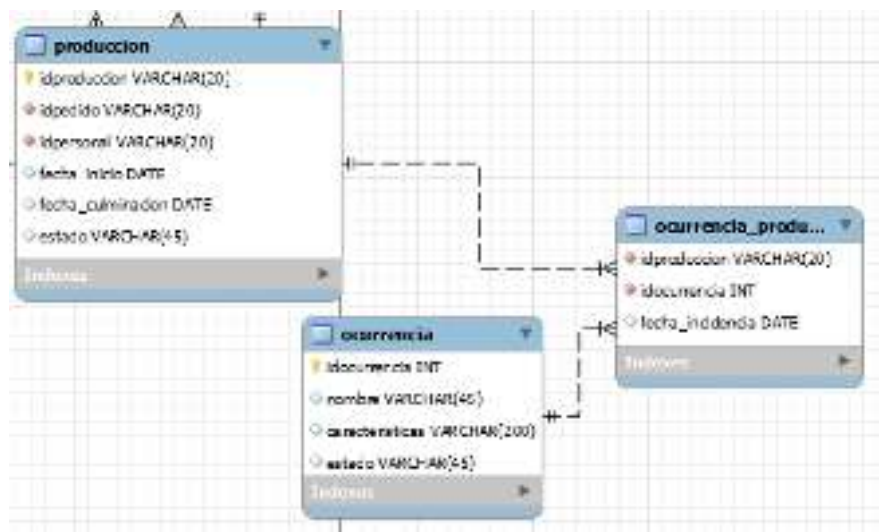 produccion
idproduccion VARCHAR(20)
idpedido VARCHAR(20)
idpersonal VARCHAR(20)
fecha_inicio DATE
fecha_culminacion DATE
estado VARCHAR(45)
Indexes
ocurrencia_produ...
idproduccion VARCHAR(20)
idocurrencia INT
fecha_incidencia DATE
Indexes
ocurrencia
idocurrencia INT
nombre VARCHAR(45)
caracteristicas VARCHAR(200)
estado VARCHAR(45)
Indexes